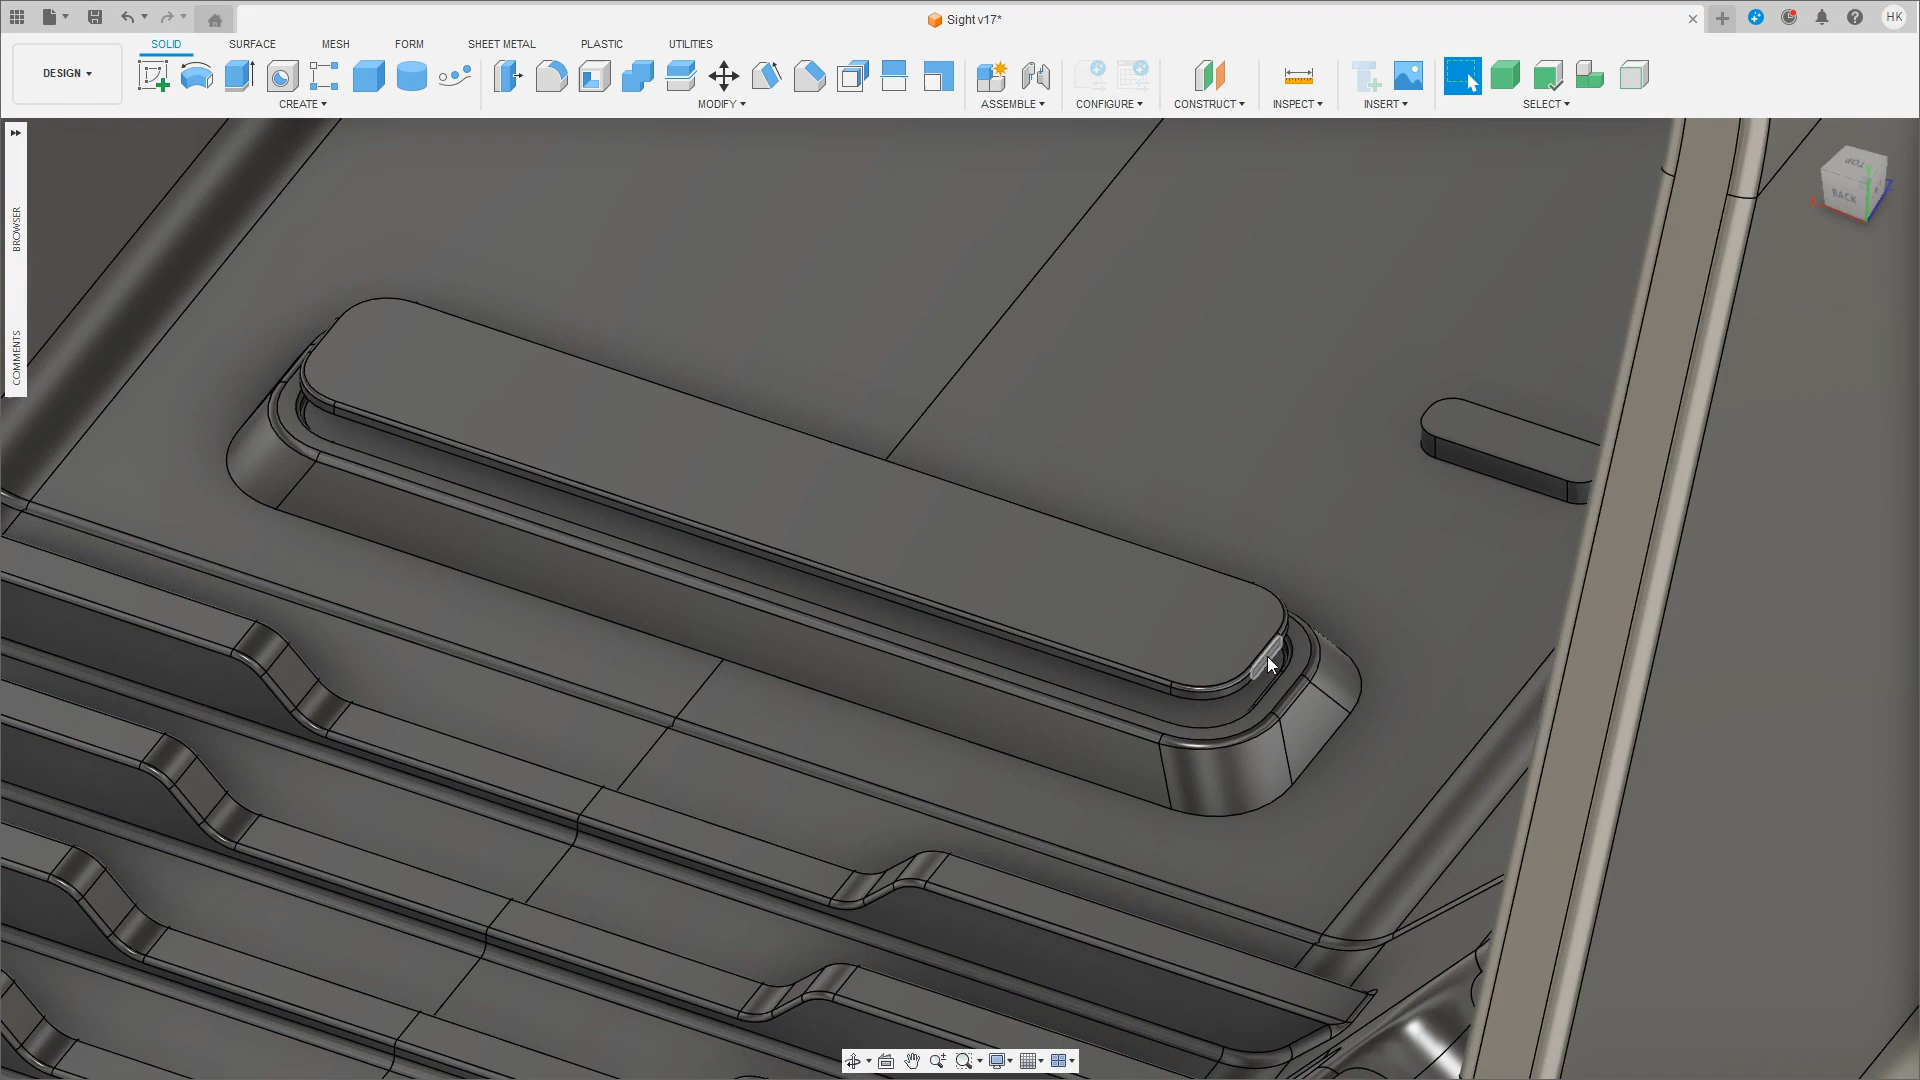 Sight v17*
HK
DESIGN
SOLID
SURFACE
MESH
FORM
SHEET METAL
PLASTIC
UTILITIES
CREATE
MODIFY
ASSEMBLE
CONFIGURE
CONSTRUCT
INSPECT
INSERT
SELECT
BROWSER
COMMENTS
TOP
BACK
X
Y
Z